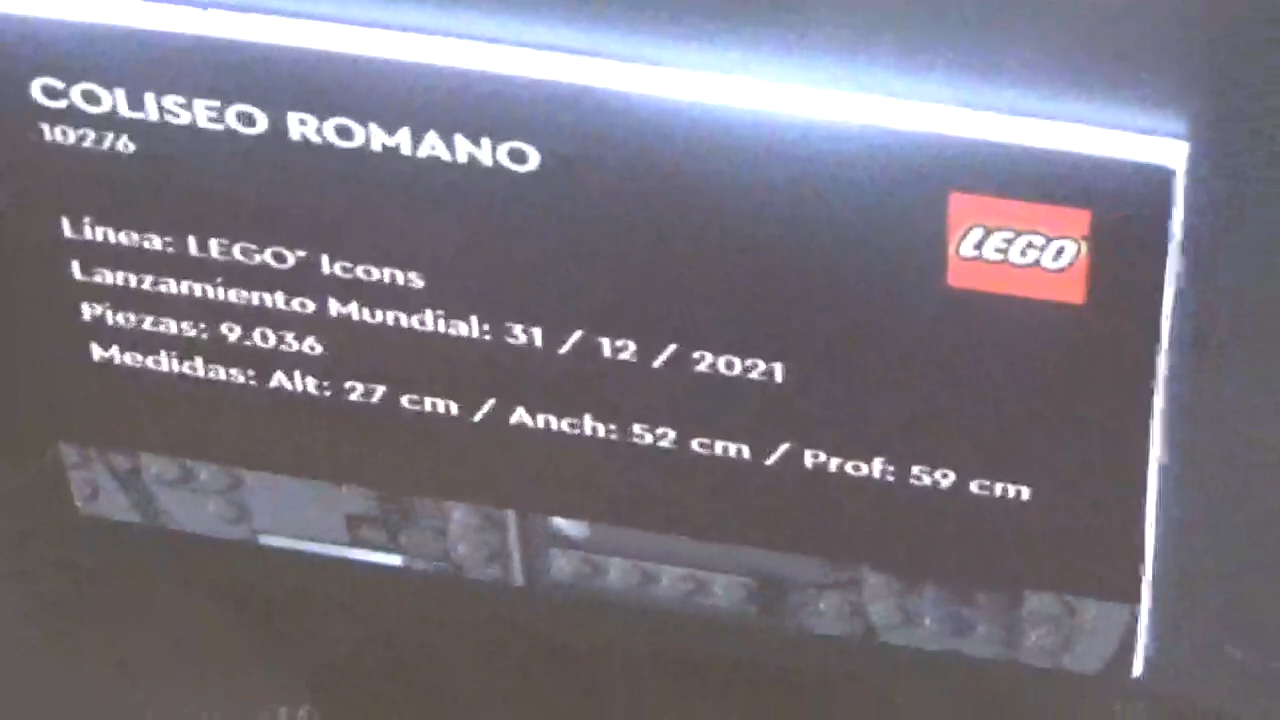 COLISEO ROMANO
10276
LEGO
Línea: LEGO® Icons
Lanzamiento Mundial: 31 / 12 / 2021
Piezas: 9.036
Medidas: Alt: 27 cm / Anch: 52 cm / Prof: 59 cm